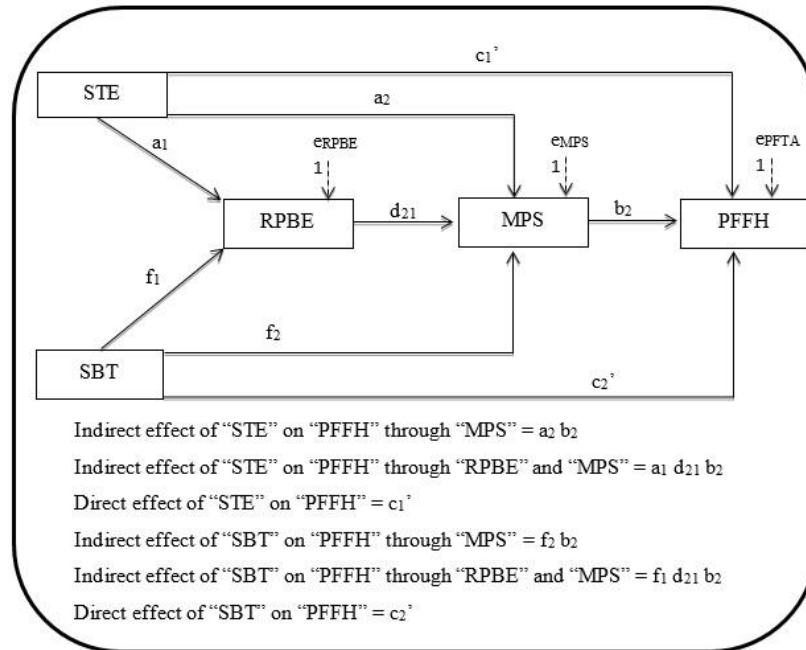 c₁’
STE
a₂
a₁
eRPBE
eMPS
ePFTA
1
1
1
RPBE
d₂₁
MPS
b₂
PFFH
f₁
f₂
SBT
c₂’
Indirect effect of “STE” on “PFFH” through “MPS” = a₂ b₂
Indirect effect of “STE” on “PFFH” through “RPBE” and “MPS” = a₁ d₂₁ b₂
Direct effect of “STE” on “PFFH” = c₁’
Indirect effect of “SBT” on “PFFH” through “MPS” = f₂ b₂
Indirect effect of “SBT” on “PFFH” through “RPBE” and “MPS” = f₁ d₂₁ b₂
Direct effect of “SBT” on “PFFH” = c₂’